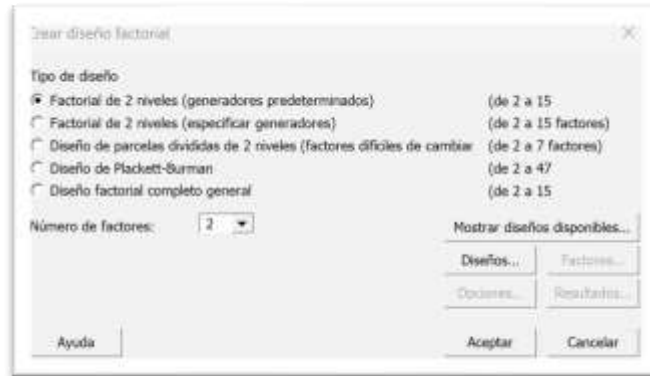 Crear diseño factorial
Tipo de diseño
Factorial de 2 niveles (generadores predeterminados) (de 2 a 15
Factorial de 2 niveles (especificar generadores) (de 2 a 15 factores)
Diseño de parcelas divididas de 2 niveles (factores difíciles de cambiar (de 2 a 7 factores)
Diseño de Plackett-Burman (de 2 a 47
Diseño factorial completo general (de 2 a 15
Número de factores: 2 Mostrar diseños disponibles...
Diseños... Factores...
Opciones... Resultados...
Ayuda Aceptar Cancelar